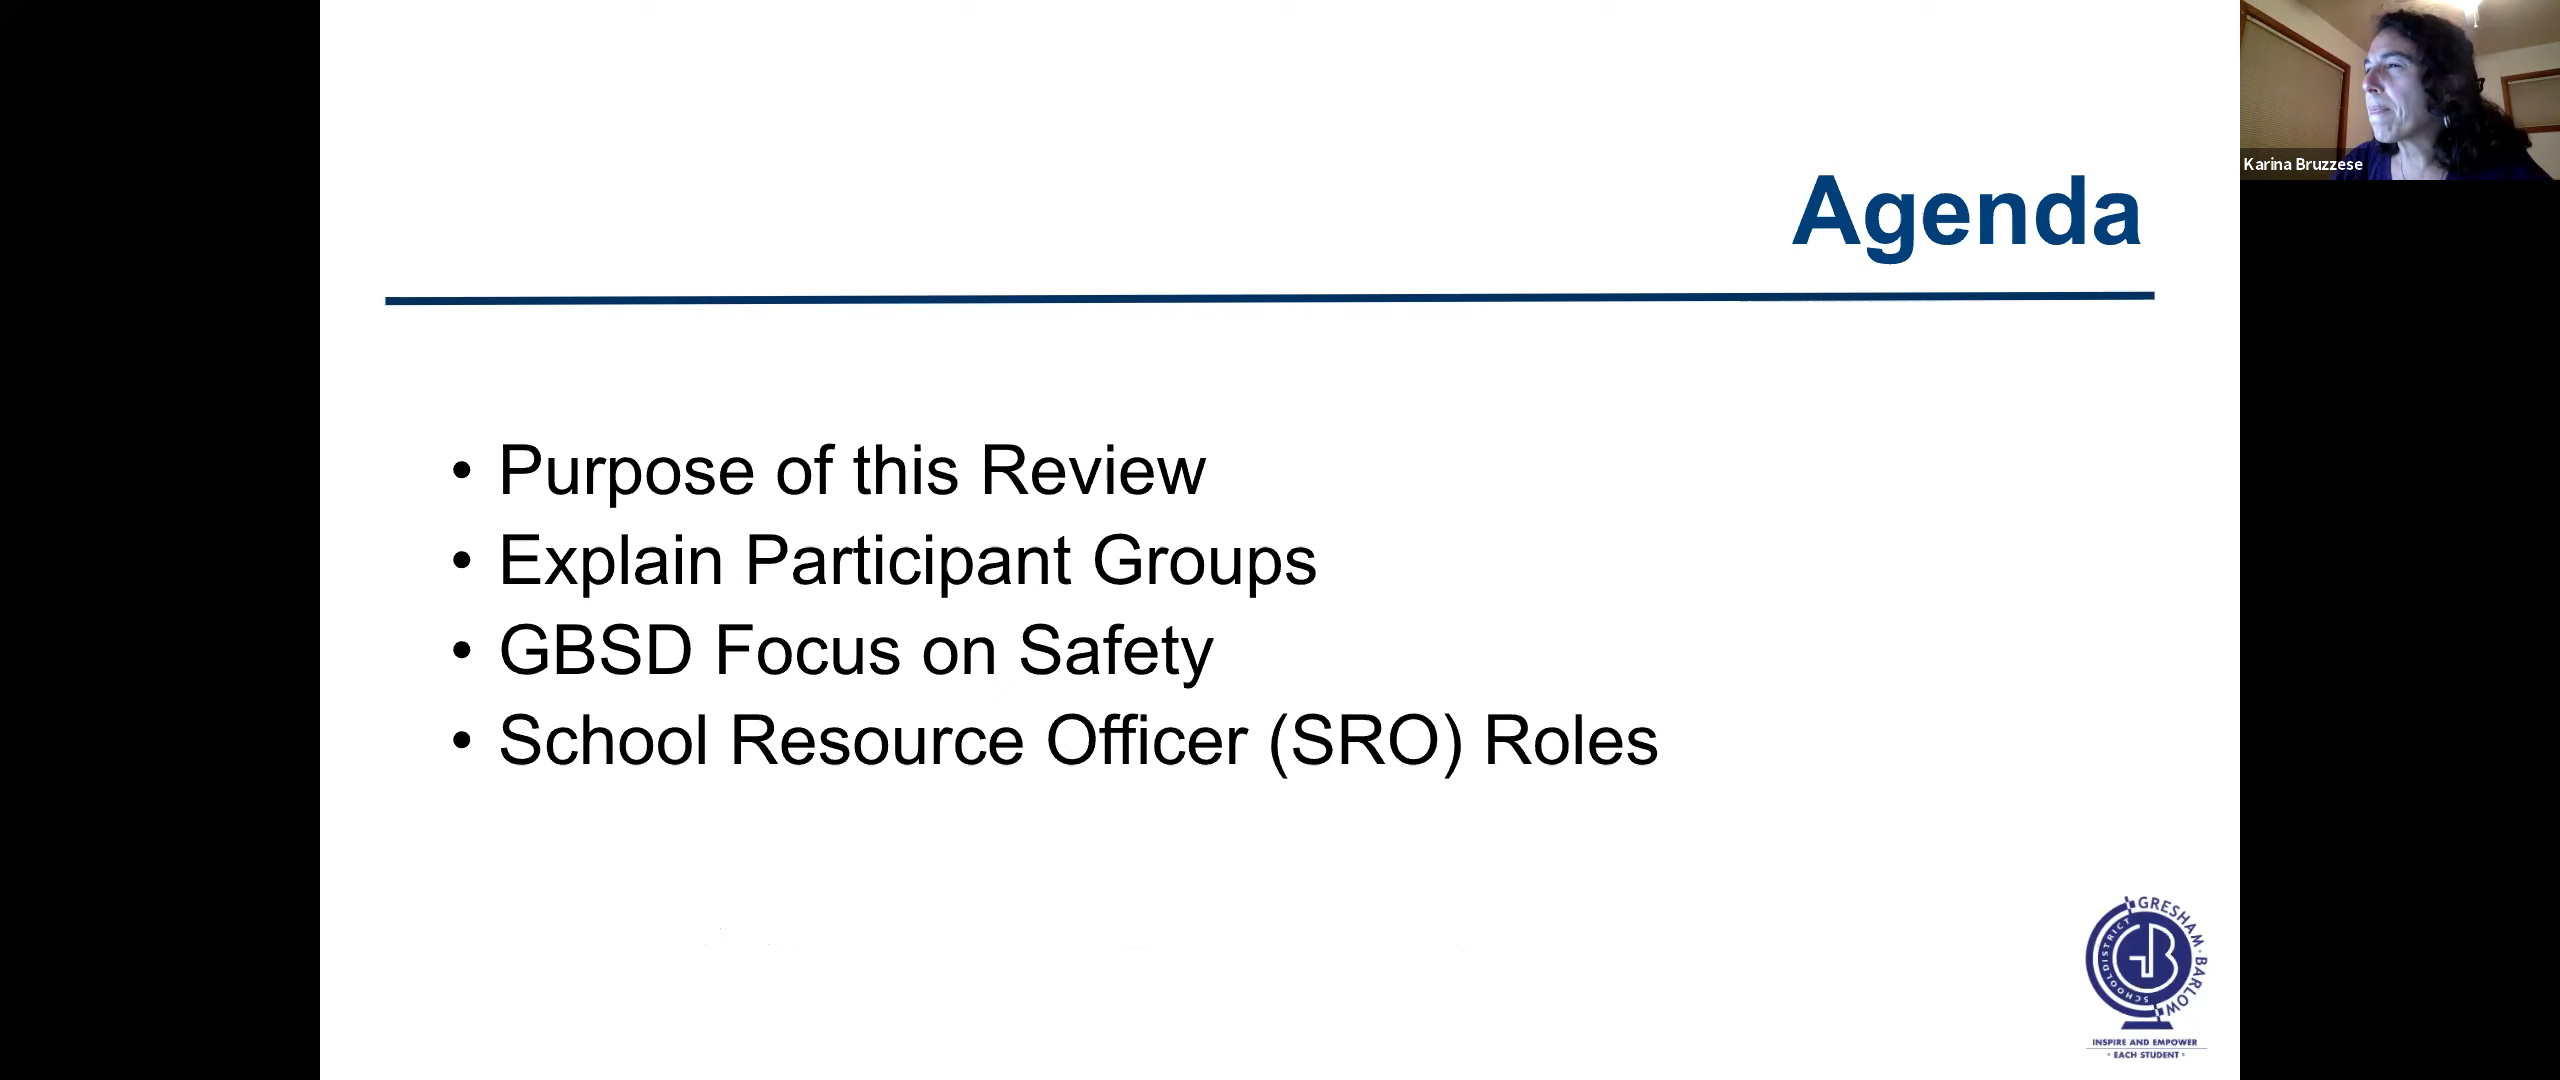 Karina Bruzzese
Agenda
• Purpose of this Review
• Explain Participant Groups
• GBSD Focus on Safety
• School Resource Officer (SRO) Roles
GRESHAM·BARLOW
SCHOOL DISTRICT
GB
INSPIRE AND EMPOWER
• EACH STUDENT •